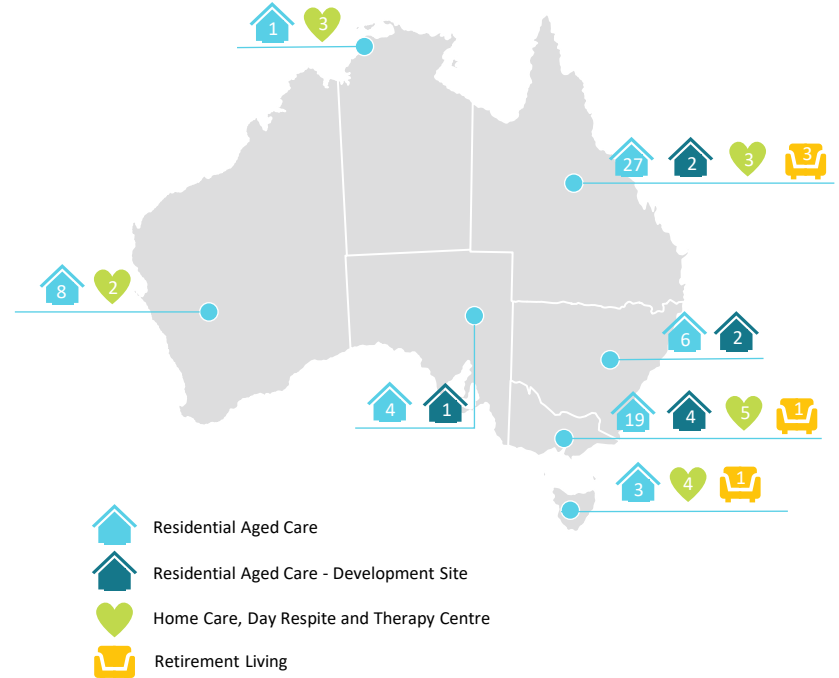 1 3
27 2 3 3
8 2
6 2
4 1
19 4 5 1
3 4 1
Residential Aged Care
Residential Aged Care - Development Site
Home Care, Day Respite and Therapy Centre
Retirement Living